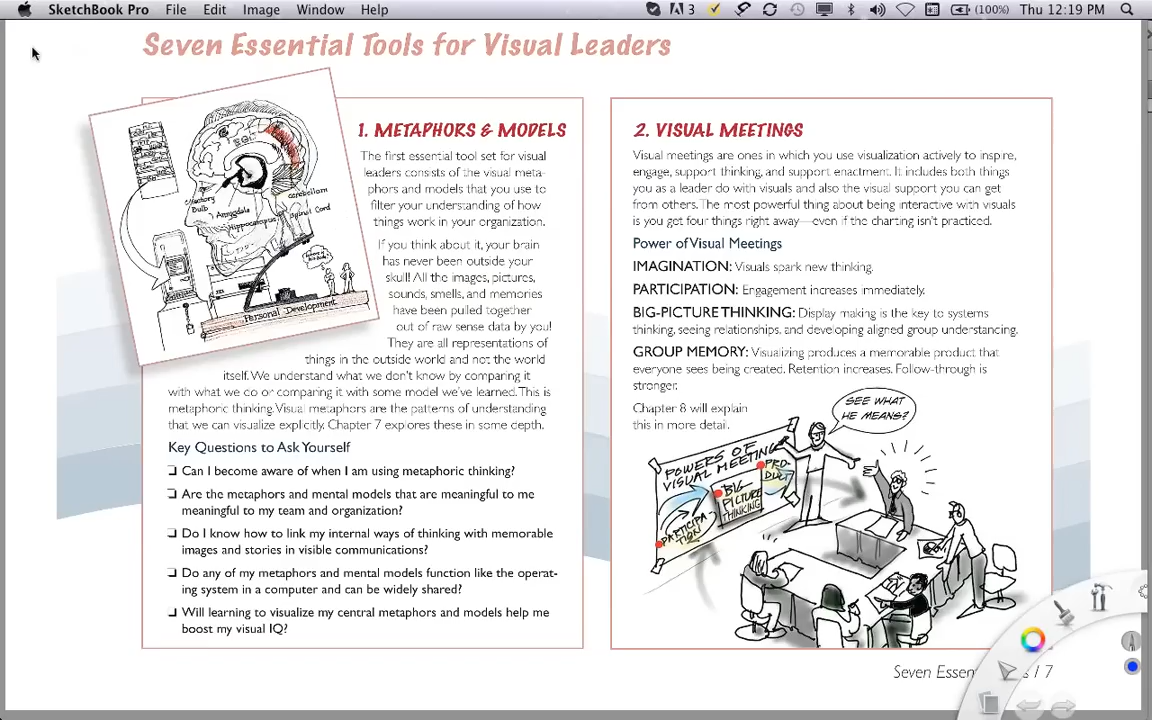 SketchBook Pro File Edit Image Window Help 3 (100%) Thu 12:19 PM
Seven Essential Tools for Visual Leaders
1. METAPHORS & MODELS
The first essential tool set for visual
leaders consists of the visual meta-
phors and models that you use to
filter your understanding of how
things work in your organization.
If you think about it, your brain
has never been outside your
skull! All the images, pictures,
sounds, smells, and memories
have been pulled together
out of raw sense data by you!
They are all representations of
things in the outside world and not the world
itself. We understand what we don't know by comparing it
with what we do or comparing it with some model we've learned. This is
metaphoric thinking. Visual metaphors are the patterns of understanding
that we can visualize explicitly. Chapter 7 explores these in some depth.
Key Questions to Ask Yourself
❏ Can I become aware of when I am using metaphoric thinking?
❏ Are the metaphors and mental models that are meaningful to me
meaningful to my team and organization?
❏ Do I know how to link my internal ways of thinking with memorable
images and stories in visible communications?
❏ Do any of my metaphors and mental models function like the operat-
ing system in a computer and can be widely shared?
❏ Will learning to visualize my central metaphors and models help me
boost my visual IQ?
Bulb
Amygdala
Hippocampus
cerebellum
Spinal Cord
Personal Development
2. VISUAL MEETINGS
Visual meetings are ones in which you use visualization actively to inspire,
engage, support thinking, and support enactment. It includes both things
you as a leader do with visuals and also the visual support you can get
from others. The most powerful thing about being interactive with visuals
is you get four things right away—even if the charting isn't practiced.
Power of Visual Meetings
IMAGINATION: Visuals spark new thinking.
PARTICIPATION: Engagement increases immediately.
BIG-PICTURE THINKING: Display making is the key to systems
thinking, seeing relationships, and developing aligned group understanding.
GROUP MEMORY: Visualizing produces a memorable product that
everyone sees being created. Retention increases. Follow-through is
stronger.
Chapter 8 will explain
this in more detail.
SEE WHAT
HE MEANS?
POWERS OF
VISUAL MEETING
PRO-
DUCT
BIG
PICTURE
THINKING
PARTICIPA-
TION
Seven Essen s / 7